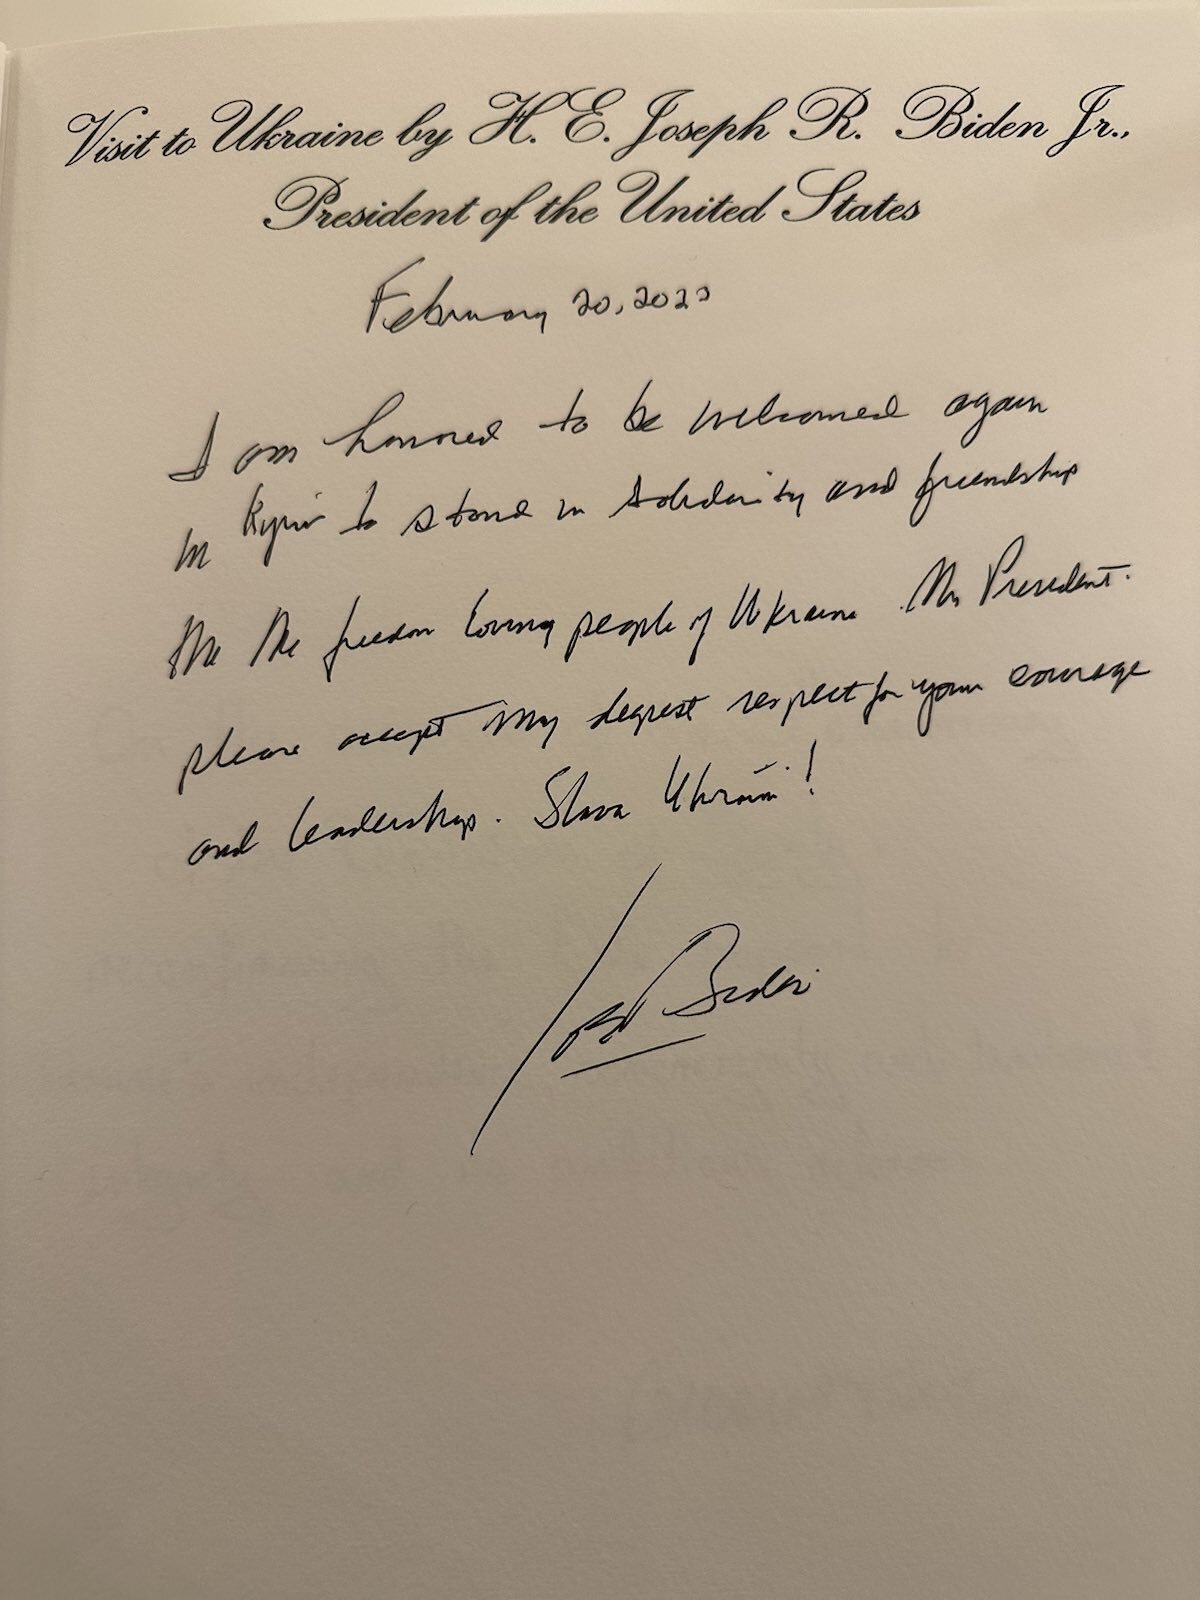 Visit to Ukraine by H. E. Joseph R. Biden Jr.,
President of the United States
February 20, 2023
I am honored to be welcomed again
in Kyiv to stand in solidarity and friendship
the freedom loving people of Ukraine. Mr President.
please accept my deepest respect for your courage
and leadership. Slava Ukraini!
Joe Biden